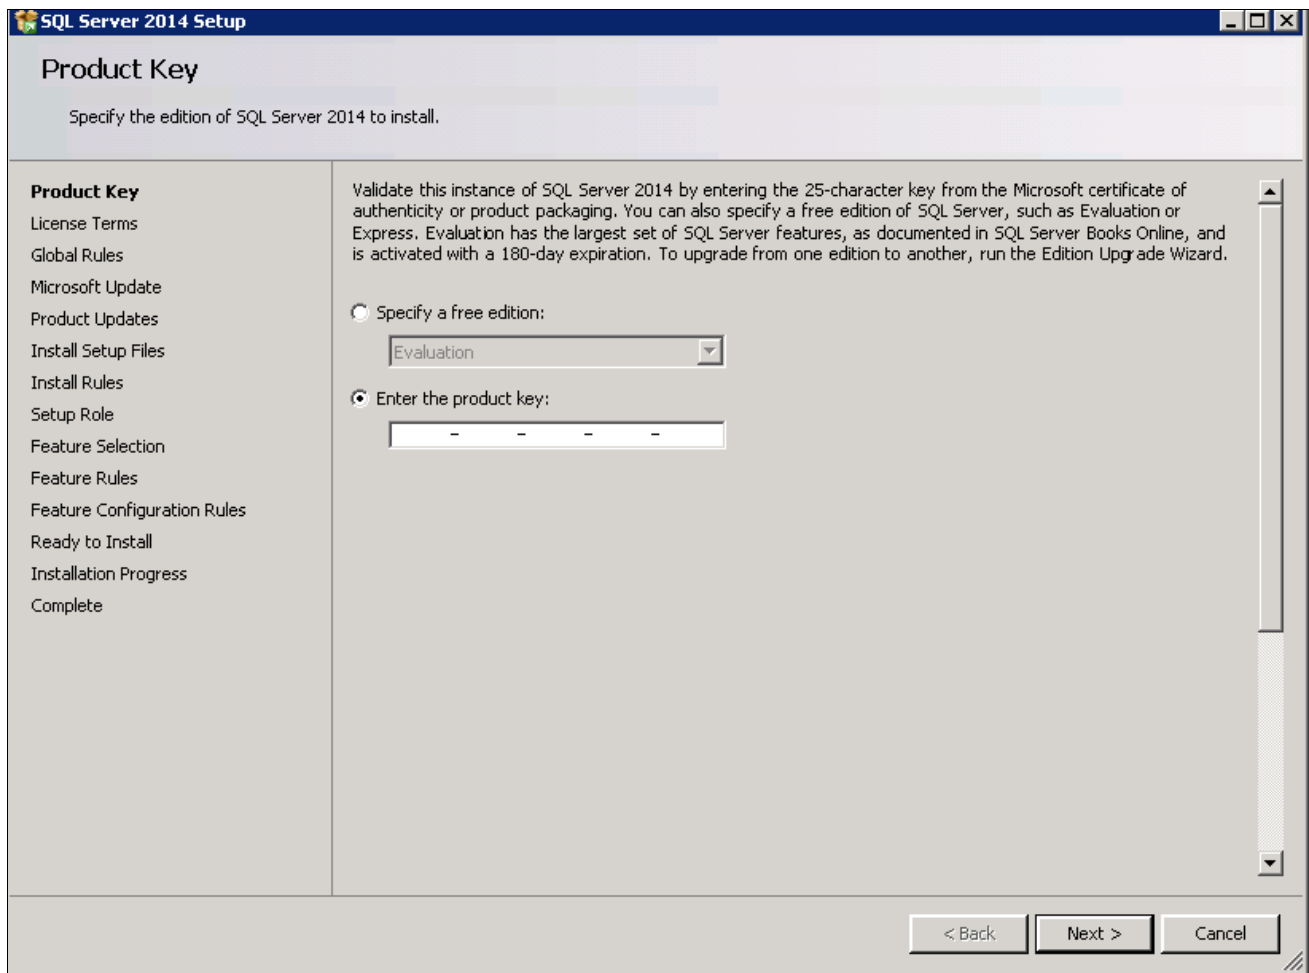 SQL Server 2014 Setup
Product Key
Specify the edition of SQL Server 2014 to install.
Product Key
License Terms
Global Rules
Microsoft Update
Product Updates
Install Setup Files
Install Rules
Setup Role
Feature Selection
Feature Rules
Feature Configuration Rules
Ready to Install
Installation Progress
Complete
Validate this instance of SQL Server 2014 by entering the 25-character key from the Microsoft certificate of
authenticity or product packaging. You can also specify a free edition of SQL Server, such as Evaluation or
Express. Evaluation has the largest set of SQL Server features, as documented in SQL Server Books Online, and
is activated with a 180-day expiration. To upgrade from one edition to another, run the Edition Upgrade Wizard.
Specify a free edition:
Evaluation
Enter the product key:
- - - -
< Back
Next >
Cancel